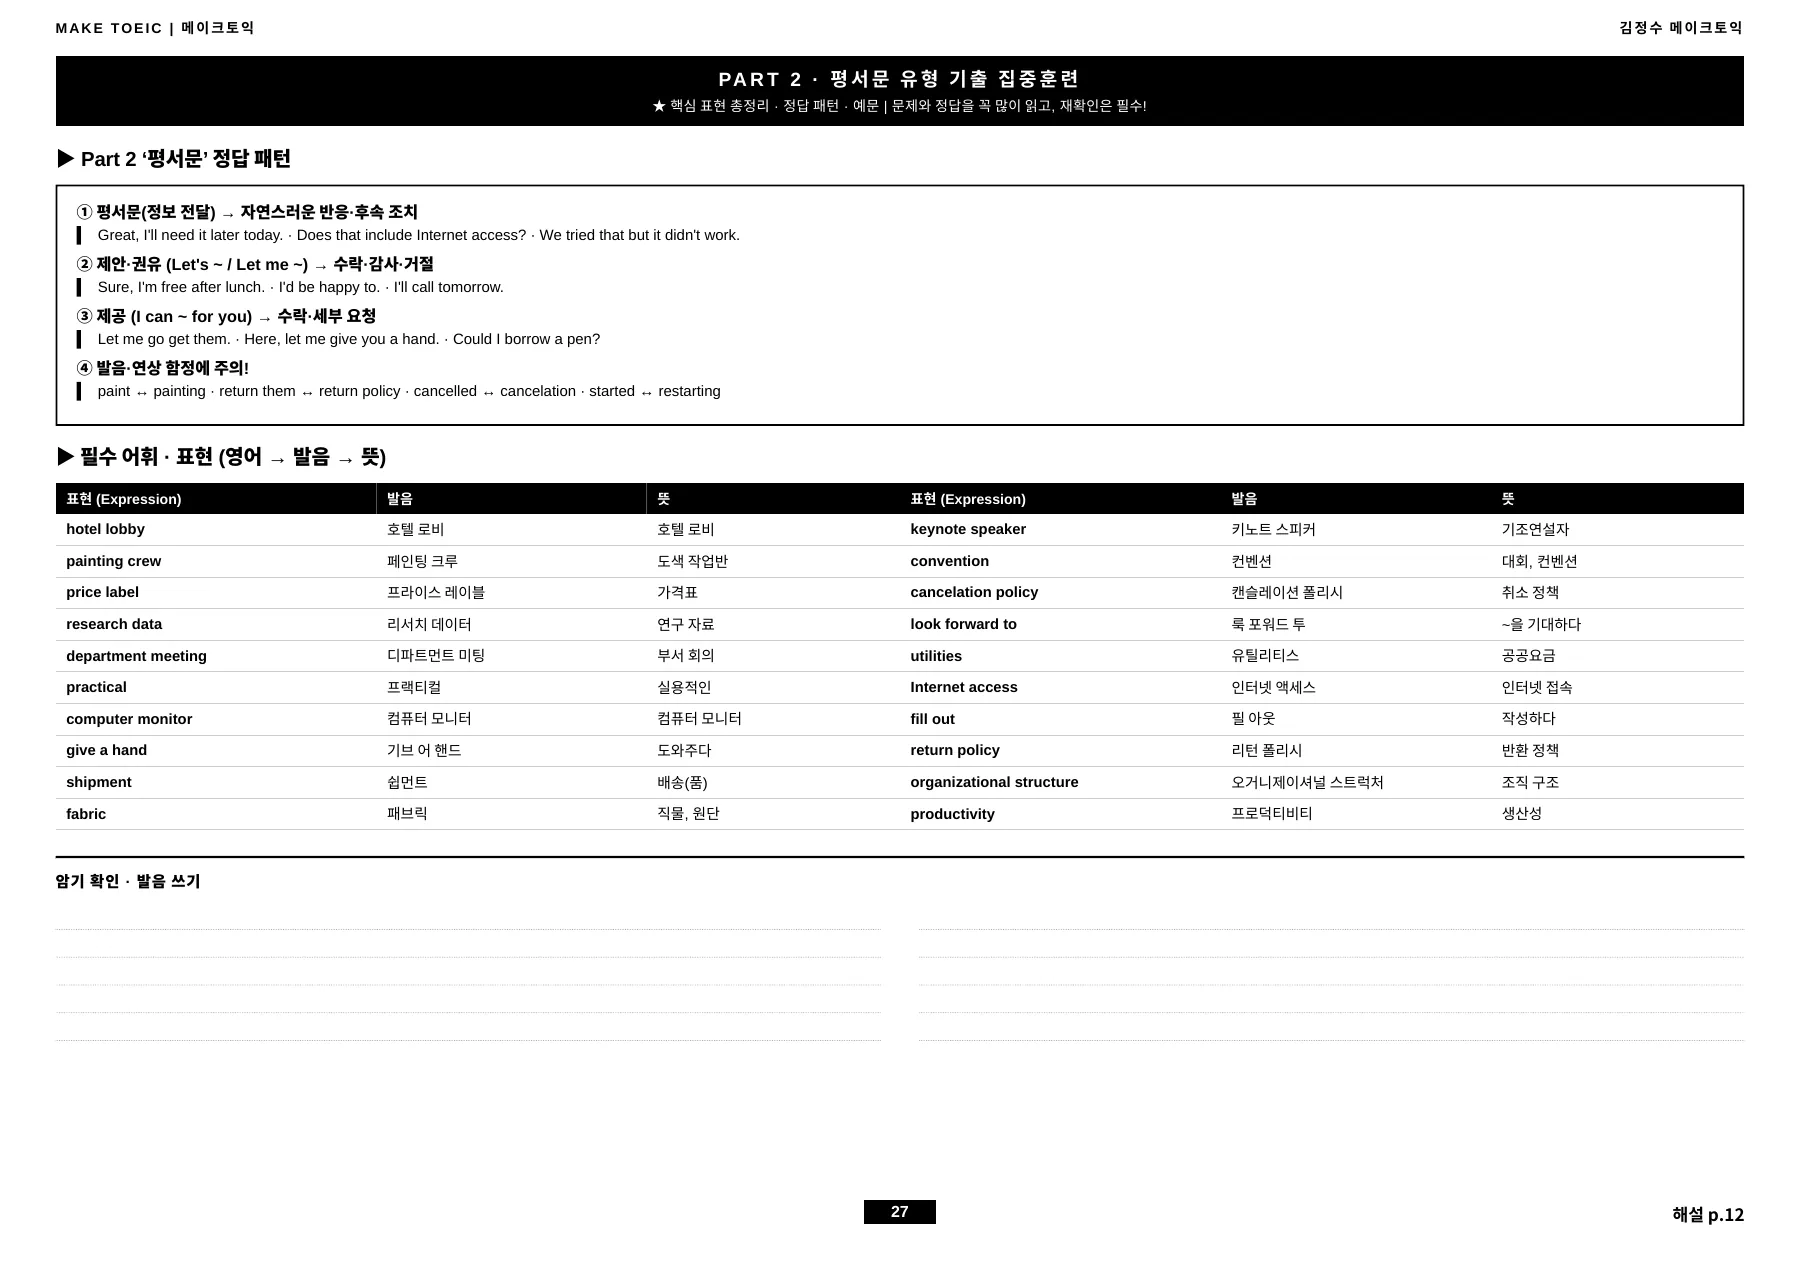 MAKE TOEIC | 메이크토익
김정수 메이크토익
PART 2 · 평서문 유형 기출 집중훈련
★ 핵심 표현 총정리 · 정답 패턴 · 예문 | 문제와 정답을 꼭 많이 읽고, 재확인은 필수!
▶ Part 2 ‘평서문’ 정답 패턴
① 평서문(정보 전달) → 자연스러운 반응·후속 조치
Great, I'll need it later today. · Does that include Internet access? · We tried that but it didn't work.
② 제안·권유 (Let's ~ / Let me ~) → 수락·감사·거절
Sure, I'm free after lunch. · I'd be happy to. · I'll call tomorrow.
③ 제공 (I can ~ for you) → 수락·세부 요청
Let me go get them. · Here, let me give you a hand. · Could I borrow a pen?
④ 발음·연상 함정에 주의!
paint ↔ painting · return them ↔ return policy · cancelled ↔ cancelation · started ↔ restarting
▶ 필수 어휘 · 표현 (영어 → 발음 → 뜻)
표현 (Expression) 발음 뜻 표현 (Expression) 발음 뜻
hotel lobby 호텔 로비 호텔 로비 keynote speaker 키노트 스피커 기조연설자
painting crew 페인팅 크루 도색 작업반 convention 컨벤션 대회, 컨벤션
price label 프라이스 레이블 가격표 cancelation policy 캔슬레이션 폴리시 취소 정책
research data 리서치 데이터 연구 자료 look forward to 룩 포워드 투 ~을 기대하다
department meeting 디파트먼트 미팅 부서 회의 utilities 유틸리티스 공공요금
practical 프랙티컬 실용적인 Internet access 인터넷 액세스 인터넷 접속
computer monitor 컴퓨터 모니터 컴퓨터 모니터 fill out 필 아웃 작성하다
give a hand 기브 어 핸드 도와주다 return policy 리턴 폴리시 반환 정책
shipment 쉽먼트 배송(품) organizational structure 오거니제이셔널 스트럭처 조직 구조
fabric 패브릭 직물, 원단 productivity 프로덕티비티 생산성
암기 확인 · 발음 쓰기
27
해설 p.12